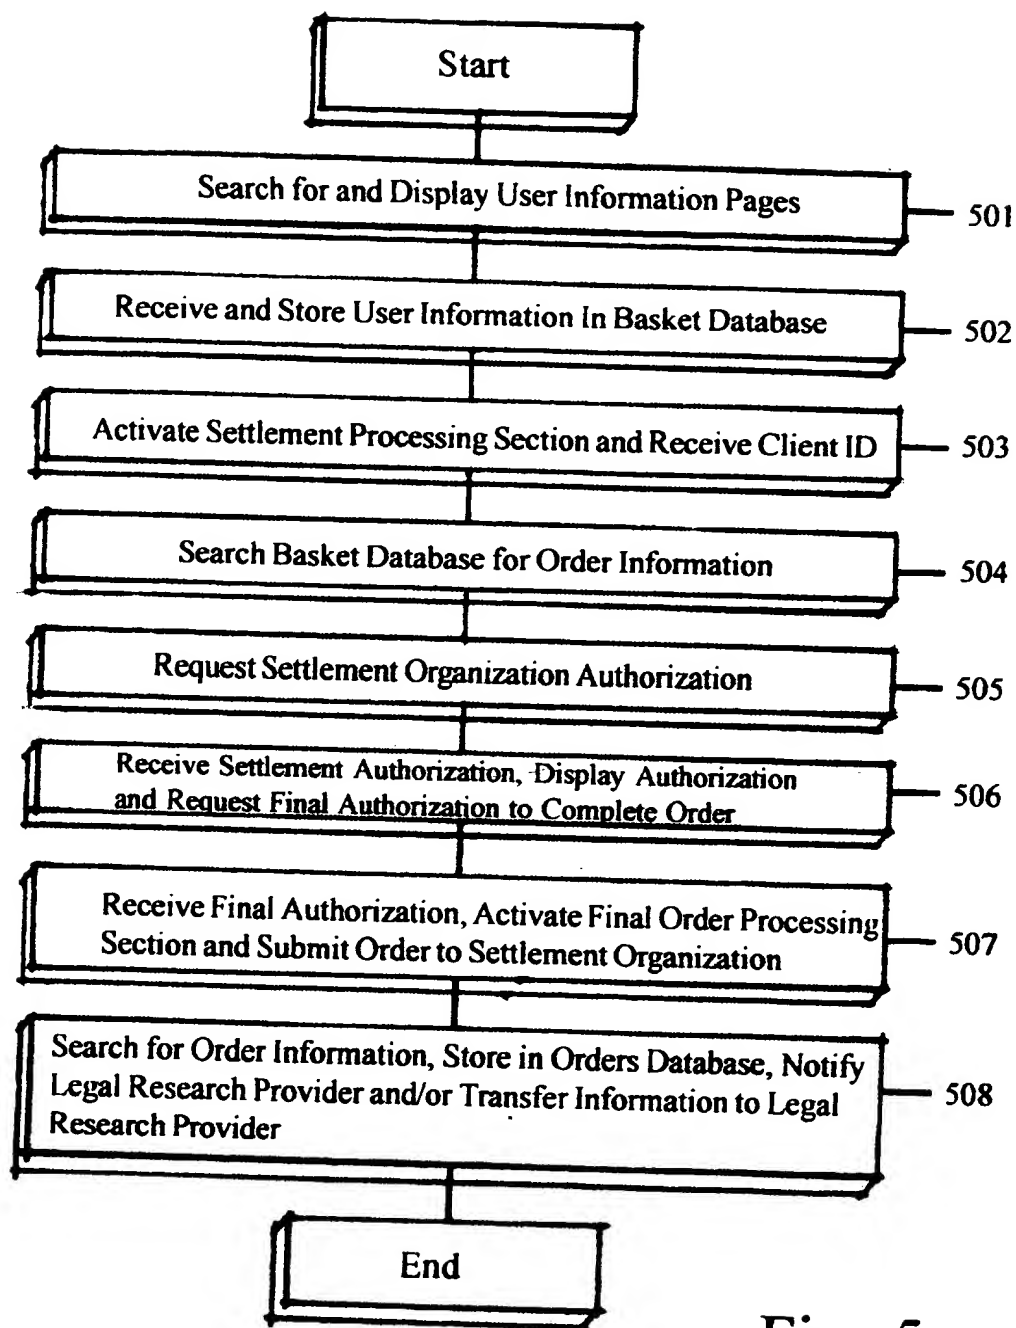 Start
Search for and Display User Information Pages
501
Receive and Store User Information In Basket Database
502
Activate Settlement Processing Section and Receive Client ID
503
Search Basket Database for Order Information
504
Request Settlement Organization Authorization
505
Receive Settlement Authorization, Display Authorization
and Request Final Authorization to Complete Order
506
Receive Final Authorization, Activate Final Order Processing
Section and Submit Order to Settlement Organization
507
Search for Order Information, Store in Orders Database, Notify
Legal Research Provider and/or Transfer Information to Legal
Research Provider
508
End
Fig. 5